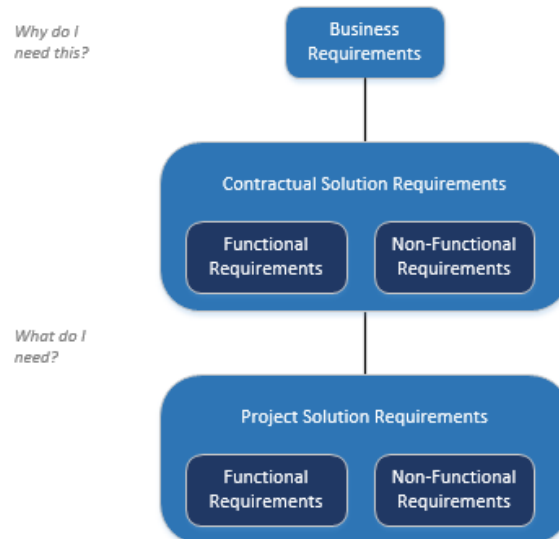 Why do I
need this?
Business
Requirements
Contractual Solution Requirements
Functional
Requirements
Non-Functional
Requirements
What do I
need?
Project Solution Requirements
Functional
Requirements
Non-Functional
Requirements